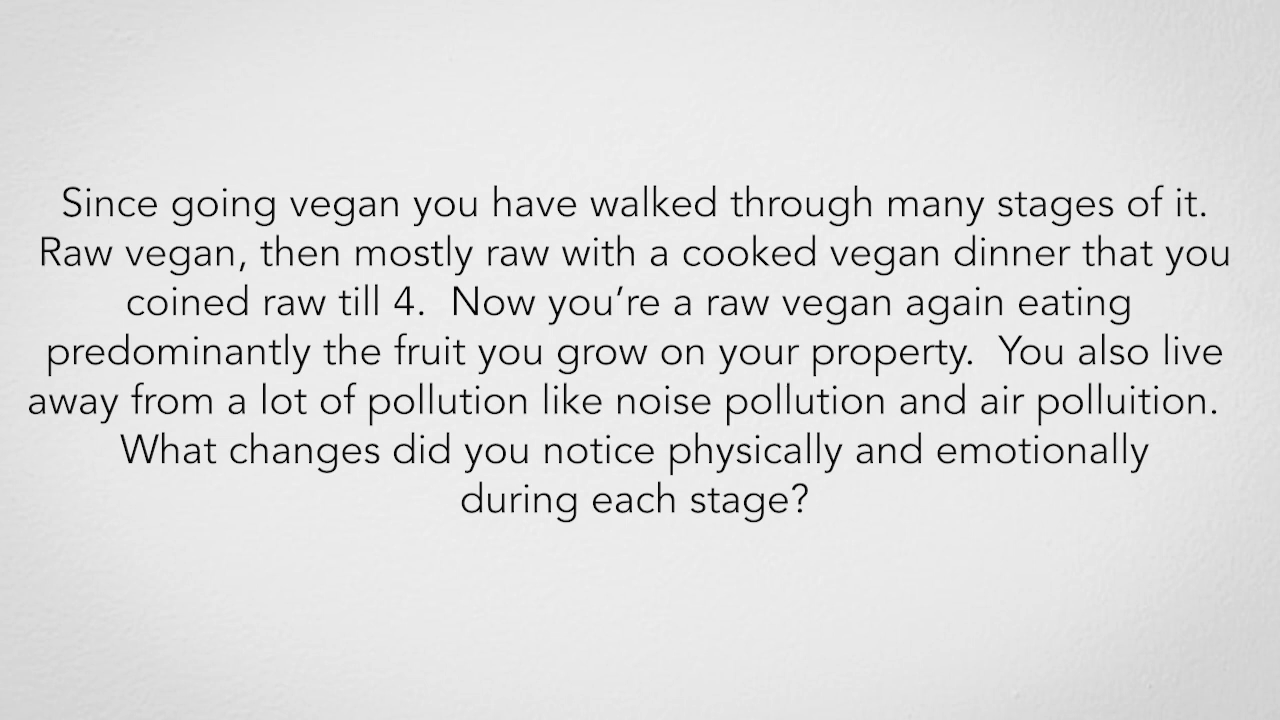 Since going vegan you have walked through many stages of it.
Raw vegan, then mostly raw with a cooked vegan dinner that you
coined raw till 4.  Now you’re a raw vegan again eating
predominantly the fruit you grow on your property.  You also live
away from a lot of pollution like noise pollution and air polluition.
What changes did you notice physically and emotionally
during each stage?